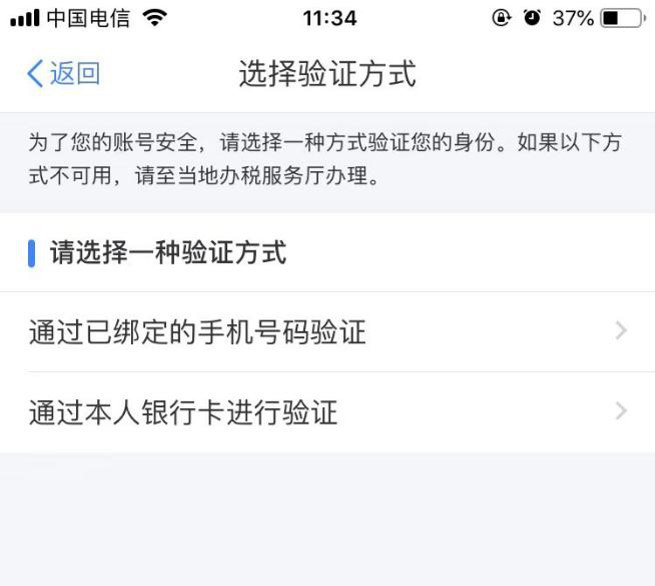 中国电信 11:34 37%
返回 选择验证方式
为了您的账号安全，请选择一种方式验证您的身份。如果以下方
式不可用，请至当地办税服务厅办理。
请选择一种验证方式
通过已绑定的手机号码验证
通过本人银行卡进行验证